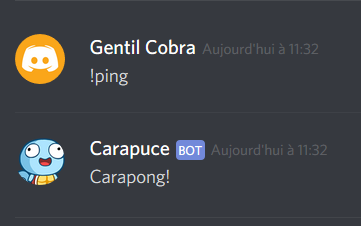 Gentil Cobra Aujourd'hui à 11:32
!ping
Carapuce BOT Aujourd'hui à 11:32
Carapong!